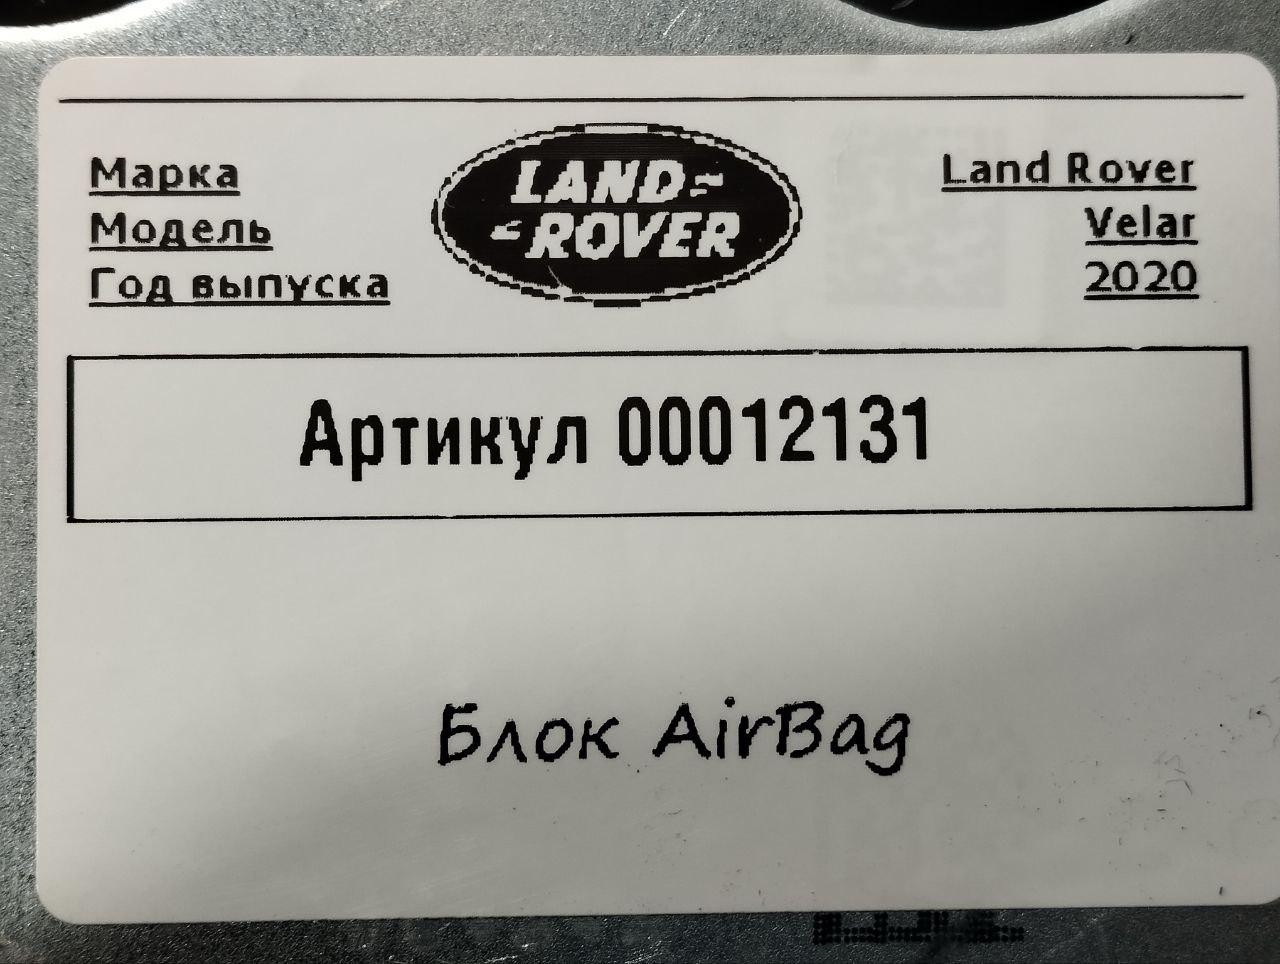 Марка LAND- Land Rover
Модель -ROVER Velar
Год выпуска 2020
Артикул 00012131
Блок AirBag